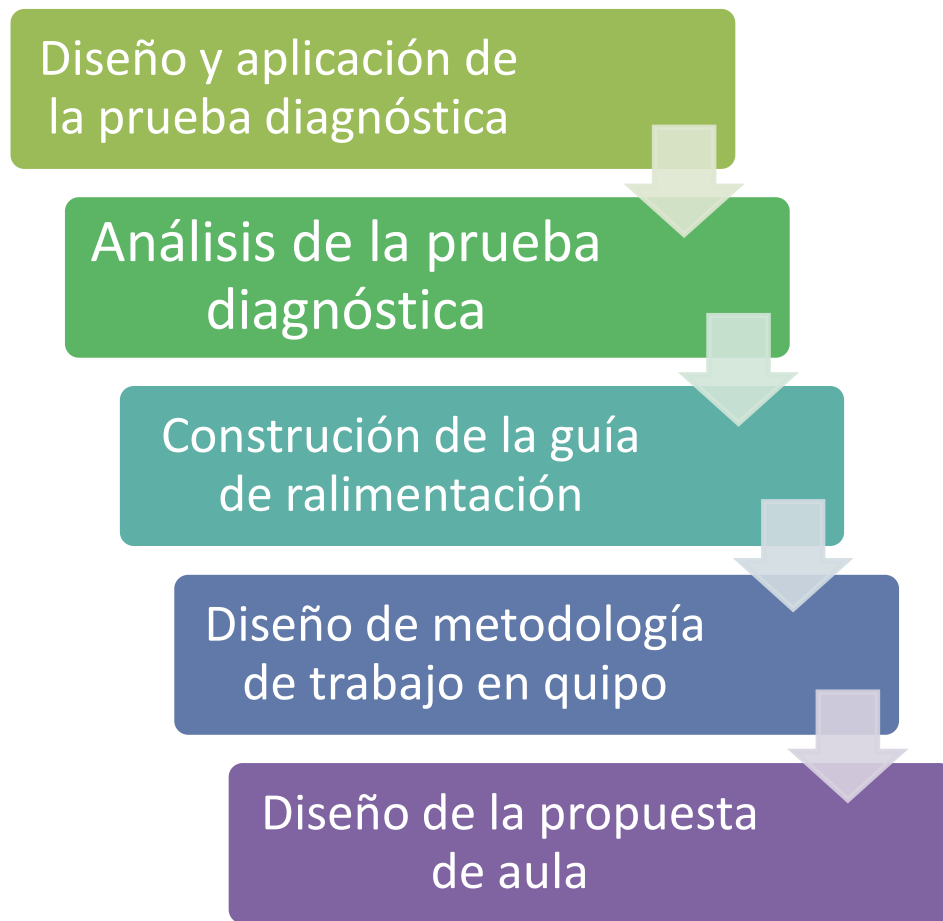 Diseño y aplicación de
la prueba diagnóstica
Análisis de la prueba
diagnóstica
Construción de la guía
de ralimentación
Diseño de metodología
de trabajo en quipo
Diseño de la propuesta
de aula